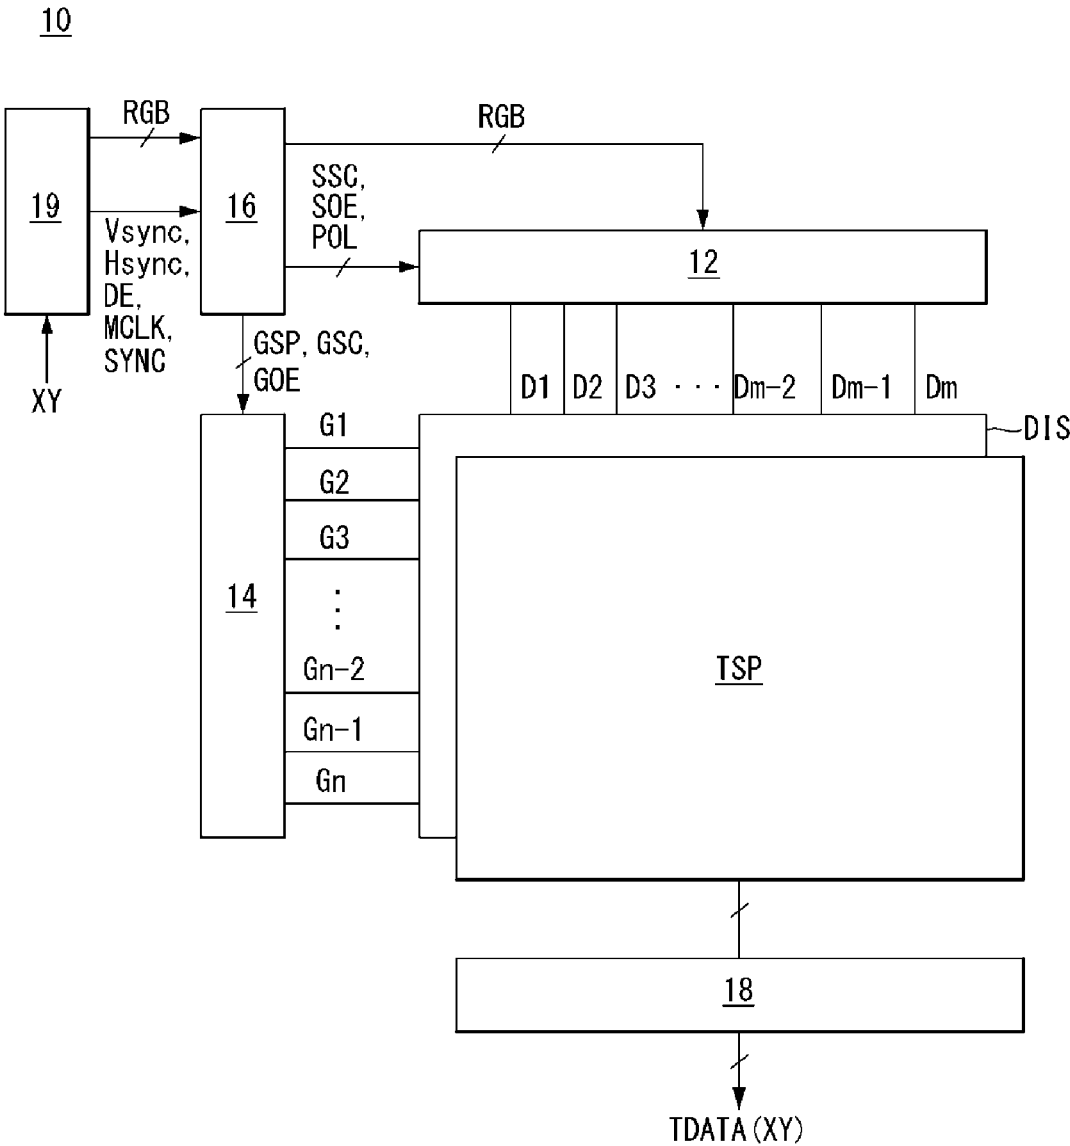 10
RGB
RGB
19
16
SSC,
SOE,
POL
Vsync,
Hsync,
DE,
MCLK,
SYNC
12
XY
GSP, GSC,
GOE
D1 D2 D3 ··· Dm-2 Dm-1 Dm
DIS
G1
G2
G3
14
⋮
Gn-2
Gn-1
Gn
TSP
18
TDATA(XY)